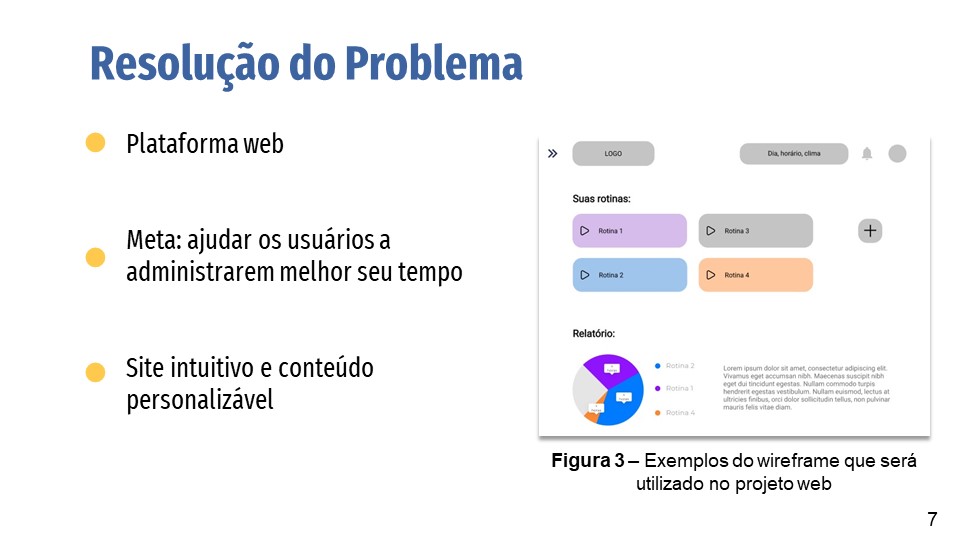 Resolução do Problema
Plataforma web
Meta: ajudar os usuários a
administrarem melhor seu tempo
Site intuitivo e conteúdo
personalizável
LOGO
Dia, horário, clima
Suas rotinas:
Rotina 1
Rotina 3
Rotina 2
Rotina 4
Relatório:
Rotina 2
Rotina 1
Rotina 4
Lorem ipsum dolor sit amet, consectetur adipiscing elit.
Vivamus eget accumsan nibh. Maecenas suscipit nibh
eget dui tincidunt egestas. Nullam commodo turpis
hendrerit egestas vestibulum. Nullam euismod, lectus at
ultricies finibus, orci dolor sollicitudin tellus, non pulvinar
mauris felis vitae diam.
Figura 3 – Exemplos do wireframe que será
utilizado no projeto web
7